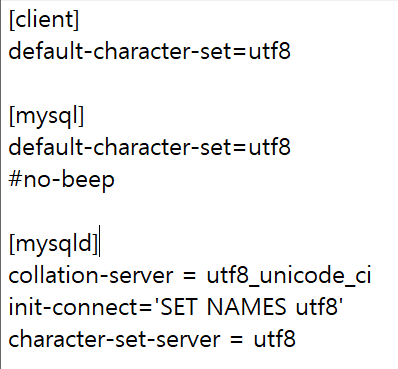 [client]
default-character-set=utf8
[mysql]
default-character-set=utf8
#no-beep
[mysqld]
collation-server = utf8_unicode_ci
init-connect='SET NAMES utf8'
character-set-server = utf8